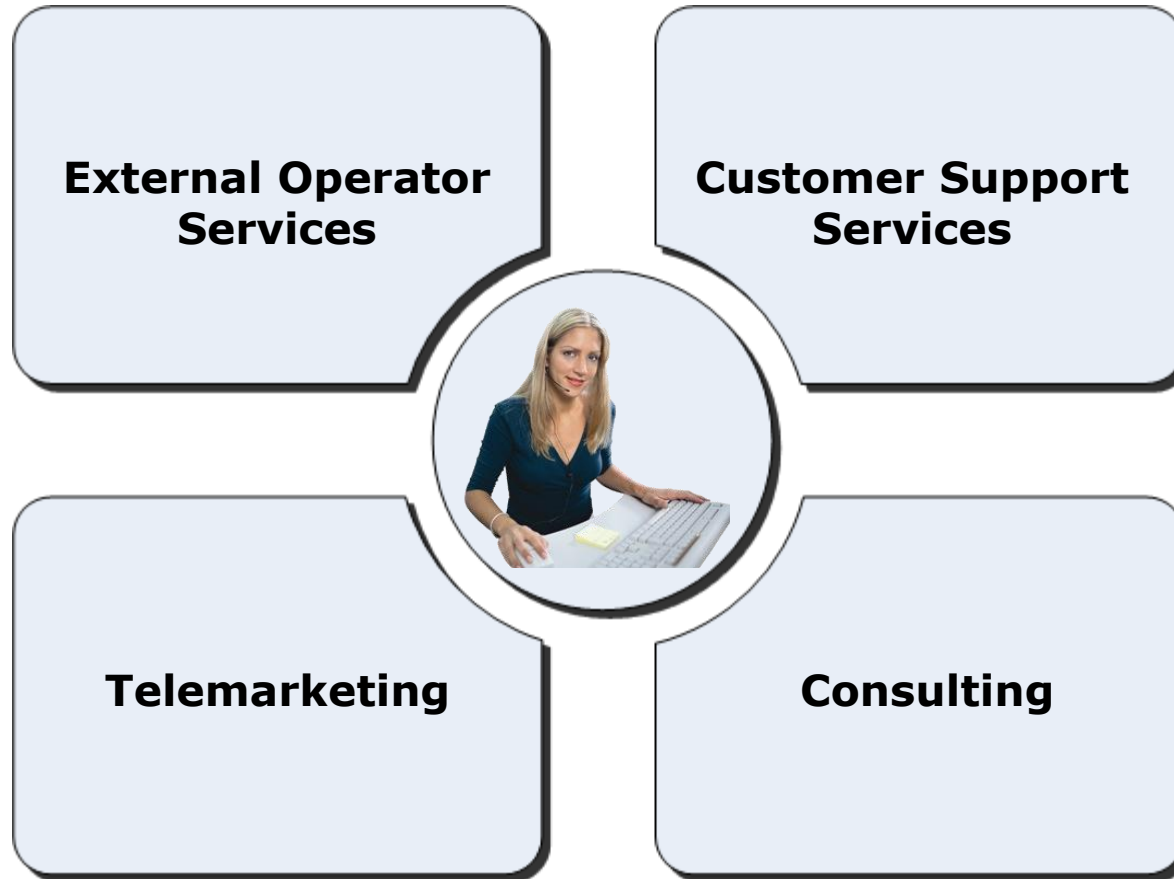 External Operator
Services
Customer Support
Services
Telemarketing
Consulting